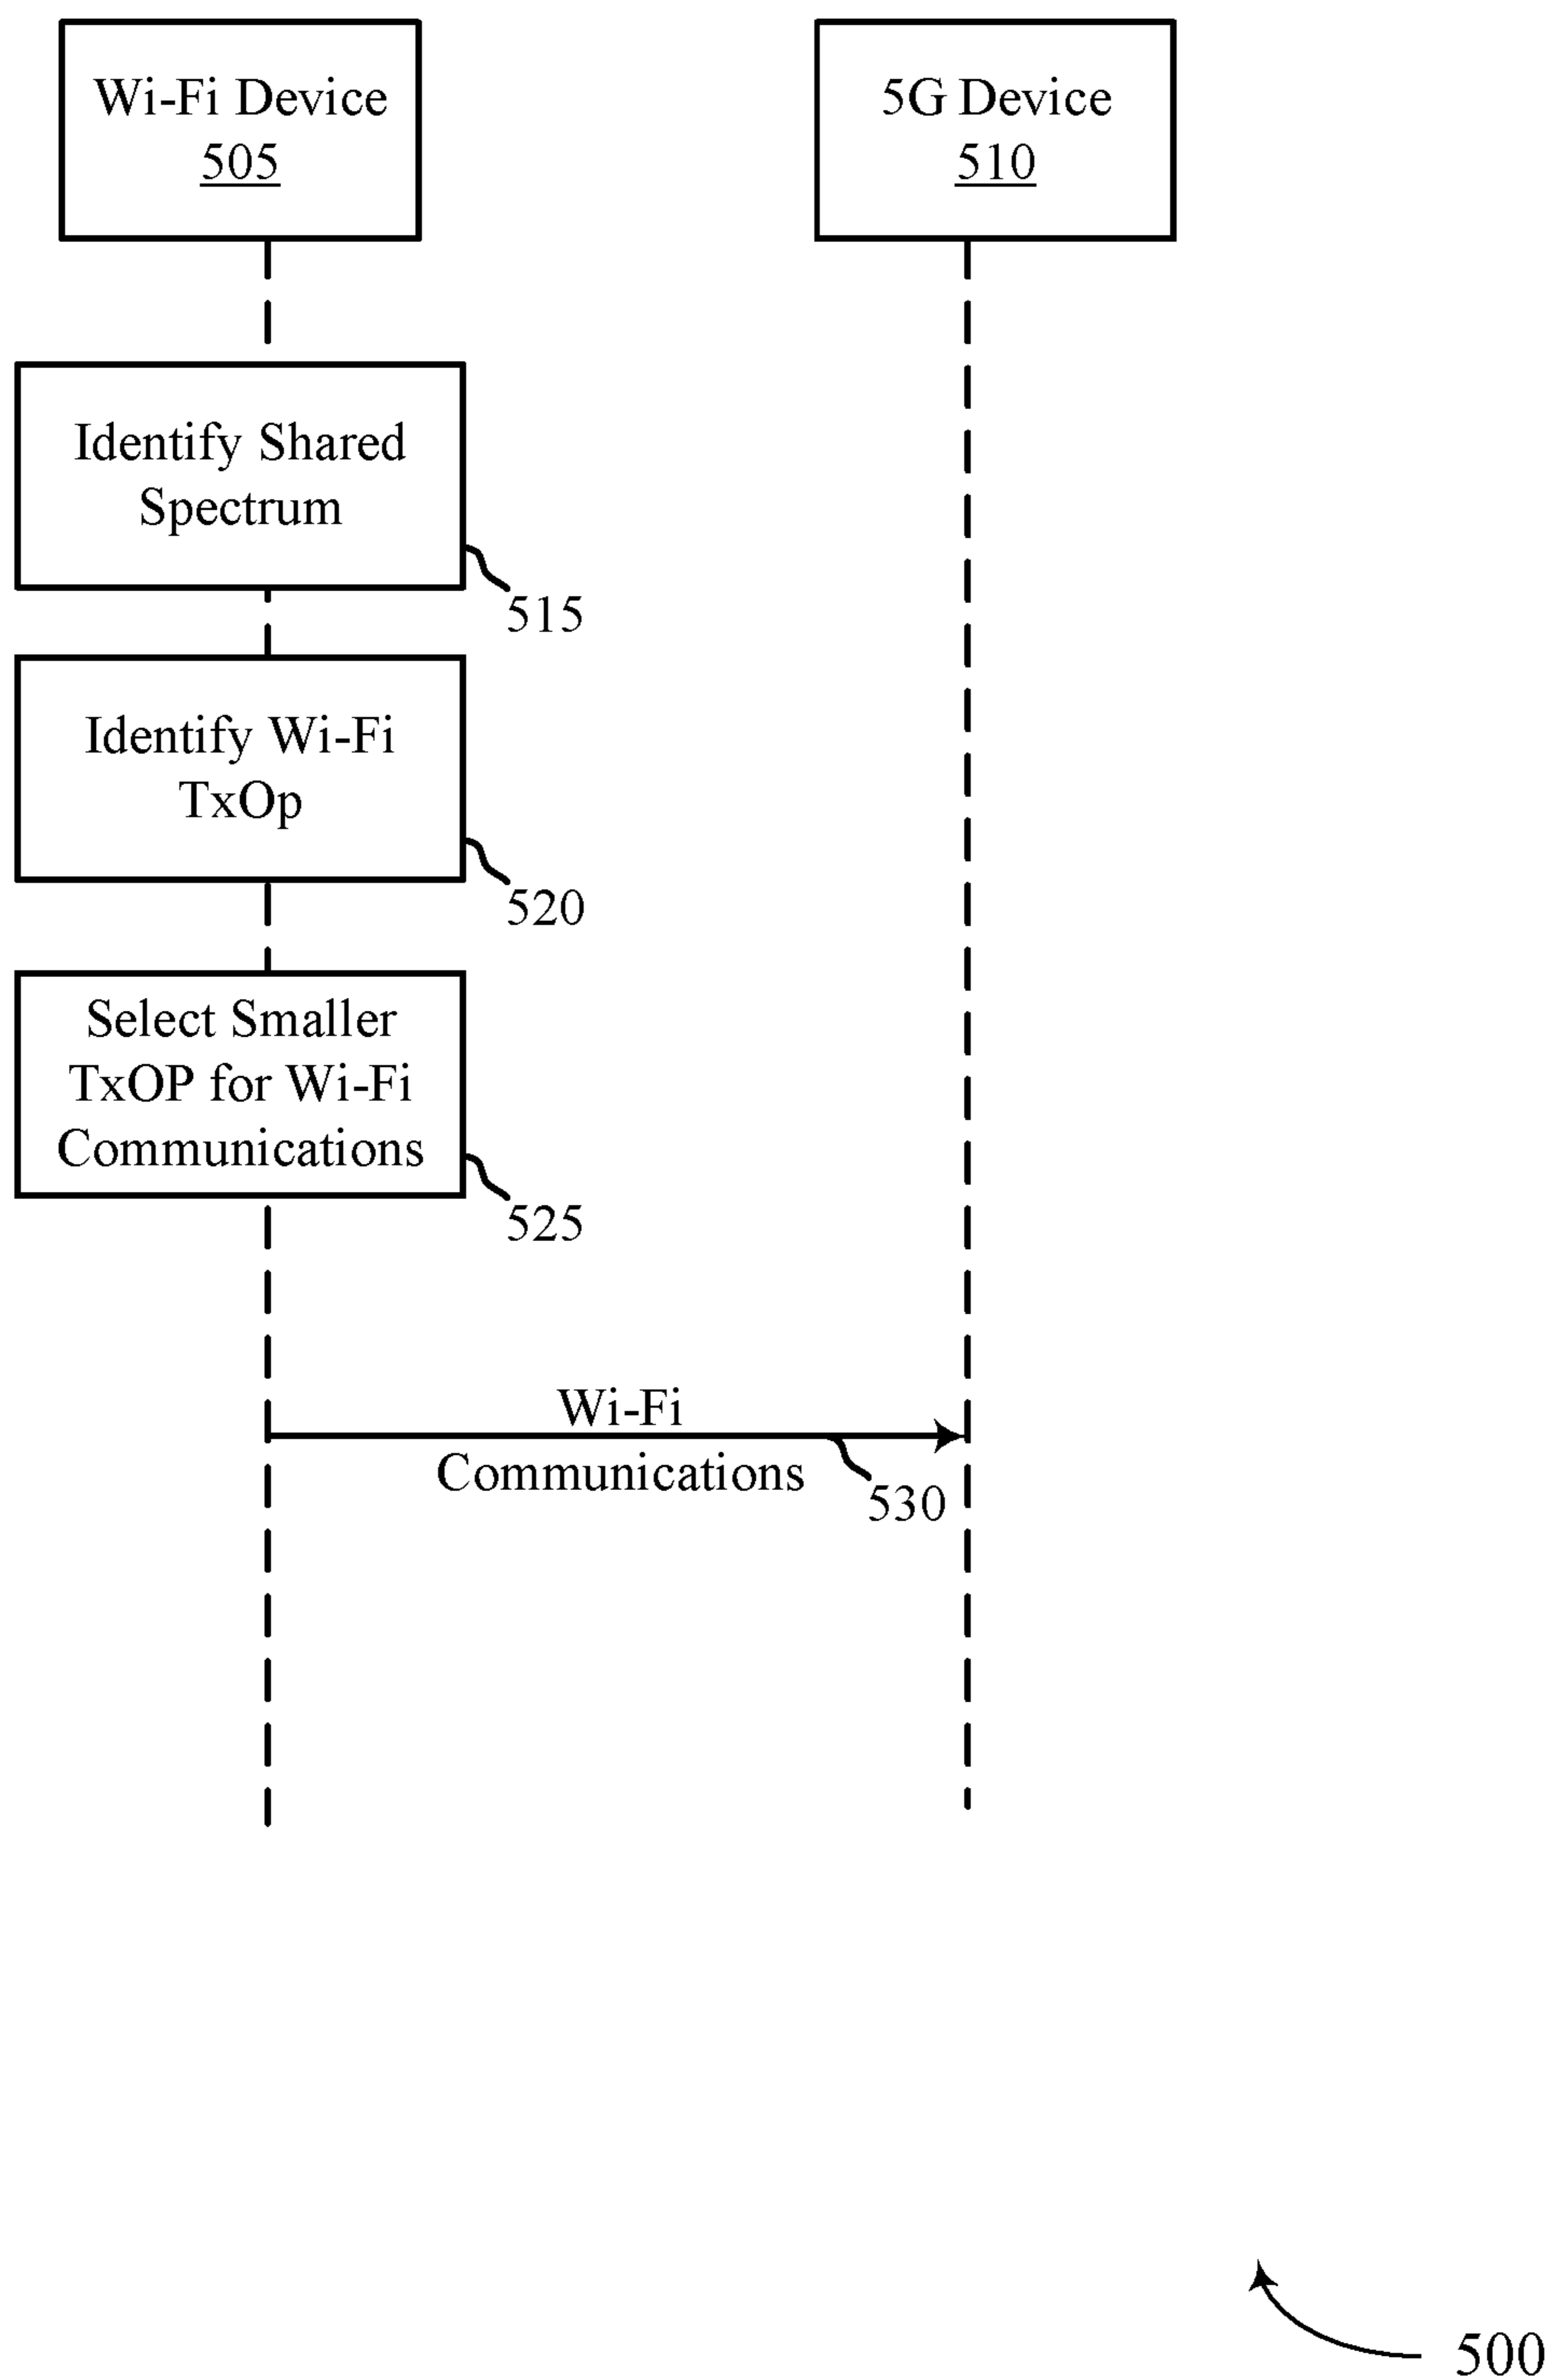 Wi-Fi Device
505
5G Device
510
Identify Shared
Spectrum
515
Identify Wi-Fi
TxOp
520
Select Smaller
TxOP for Wi-Fi
Communications
525
Wi-Fi
Communications
530
500